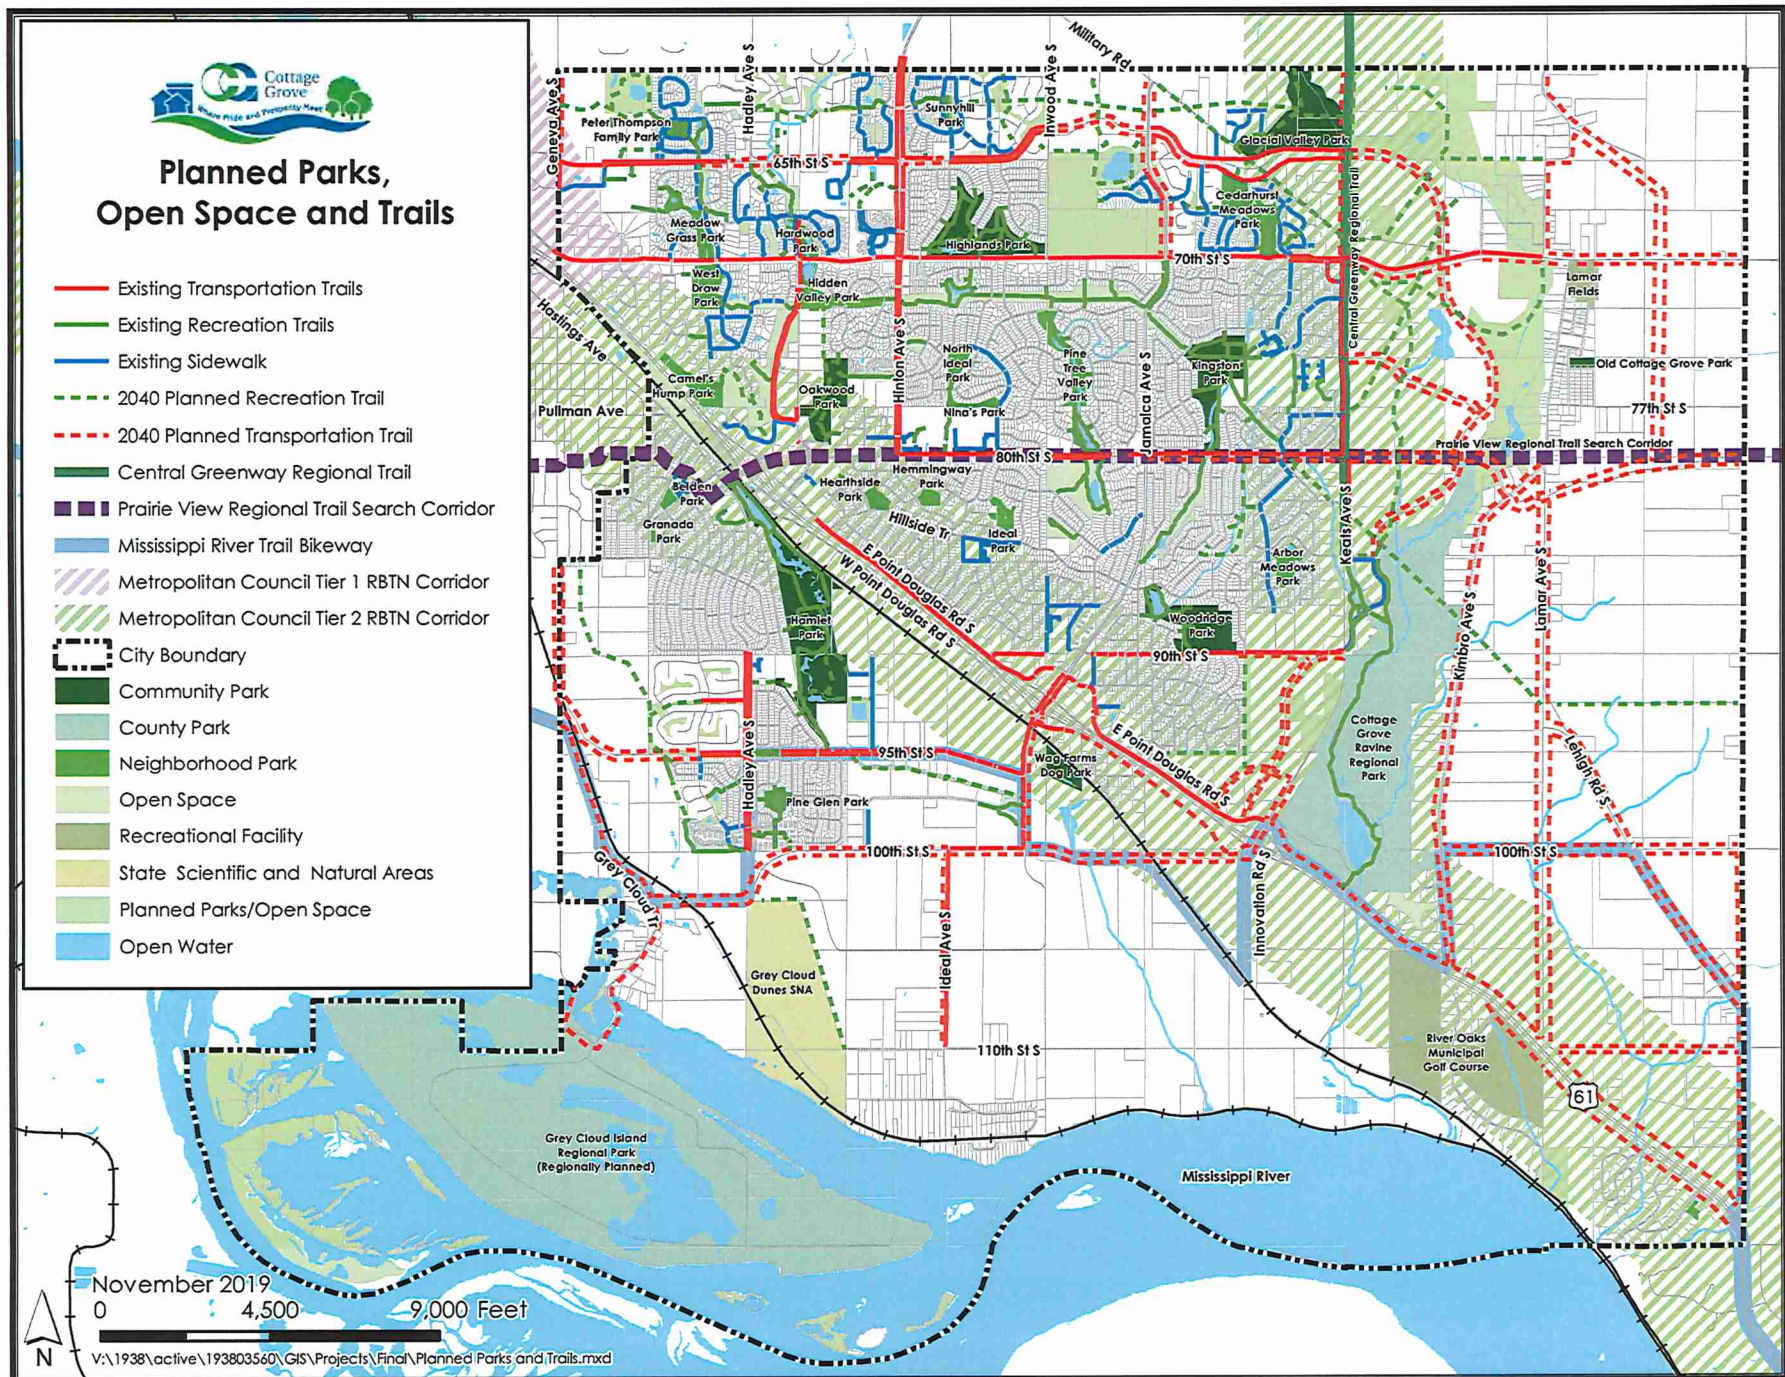 Cottage
Grove
Where Pride and Prosperity Meet
Planned Parks,
Open Space and Trails
Existing Transportation Trails
Existing Recreation Trails
Existing Sidewalk
2040 Planned Recreation Trail
2040 Planned Transportation Trail
Central Greenway Regional Trail
Prairie View Regional Trail Search Corridor
Mississippi River Trail Bikeway
Metropolitan Council Tier 1 RBTN Corridor
Metropolitan Council Tier 2 RBTN Corridor
City Boundary
Community Park
County Park
Neighborhood Park
Open Space
Recreational Facility
State Scientific and Natural Areas
Planned Parks/Open Space
Open Water
November 2019
0 4,500 9,000 Feet
N
V:\1938\active\193803560\GIS\Projects\Final\Planned Parks and Trails.mxd
Military Rd
Geneva Ave S
Hadley Ave S
Inwood Ave S
Peter Thompson
Family Park
Sunnyhill
Park
Glacial Valley Park
65th St S
Central Greenway Regional Trail
Cedarhurst
Meadows
Park
Meadow
Grass Park
Hardwood
Park
Highlands Park
70th St S
West
Draw
Park
Hidden
Valley Park
Lamar
Fields
Hastings Ave
Hinton Ave S
North
Ideal
Park
Pine
Tree
Valley
Park
Jamaica Ave S
Kingston
Park
Old Cottage Grove Park
Camel's
Hump Park
Oakwood
Park
Nina's Park
Pullman Ave
77th St S
Prairie View Regional Trail Search Corridor
80th St S
Hemmingway
Park
Hearthside
Park
Belden
Park
Granada
Park
Hillside Tr
Ideal
Park
Keats Ave S
Arbor
Meadows
Park
E Point Douglas Rd S
W Point Douglas Rd S
Kimbro Ave S
Lamar Ave S
Hamlet
Park
Woodridge
Park
90th St S
Cottage
Grove
Ravine
Regional
Park
95th St S
Wag Farms
Dog Park
E Point Douglas Rd S
Lehigh Rd S
Hadley Ave S
Pine Glen Park
100th St S
100th St S
Grey Cloud Tr
Innovation Rd S
Ideal Ave S
Grey Cloud
Dunes SNA
110th St S
River Oaks
Municipal
Golf Course
61
Grey Cloud Island
Regional Park
(Regionally Planned)
Mississippi River